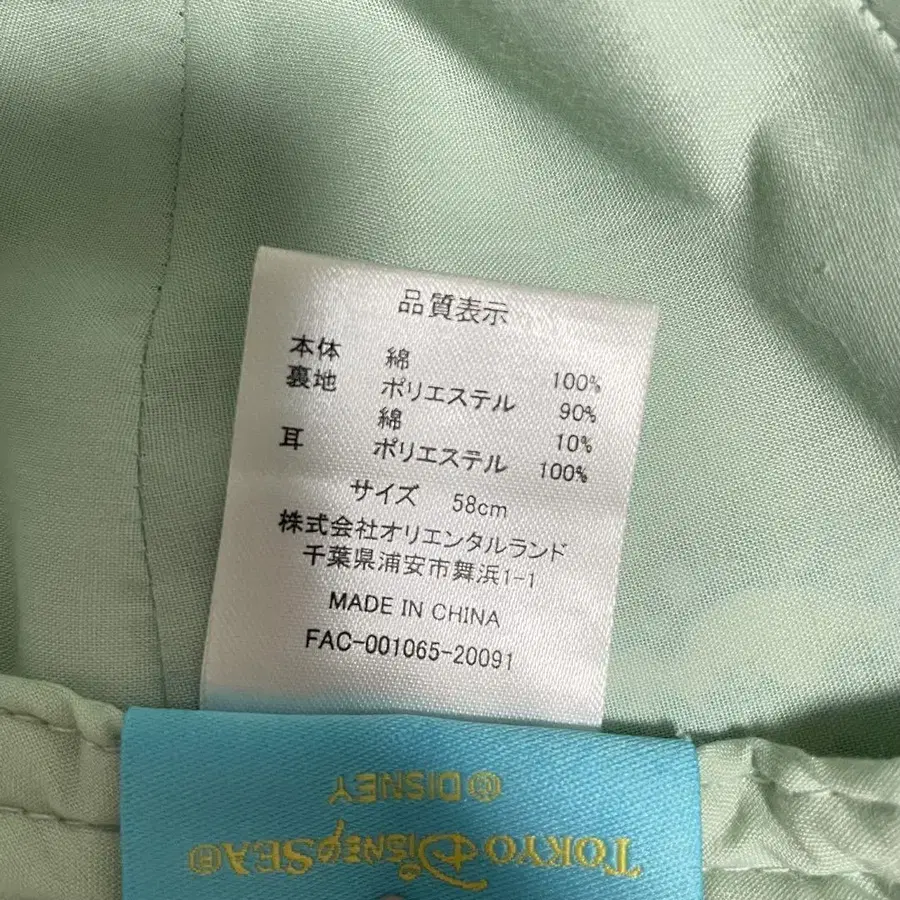 品質表示
本体 綿 100%
裏地 ポリエステル 90%
綿 10%
耳 ポリエステル 100%
サイズ 58cm
株式会社オリエンタルランド
千葉県浦安市舞浜1-1
MADE IN CHINA
FAC-001065-20091
© DISNEY
TOKYO DISNEYSEA®